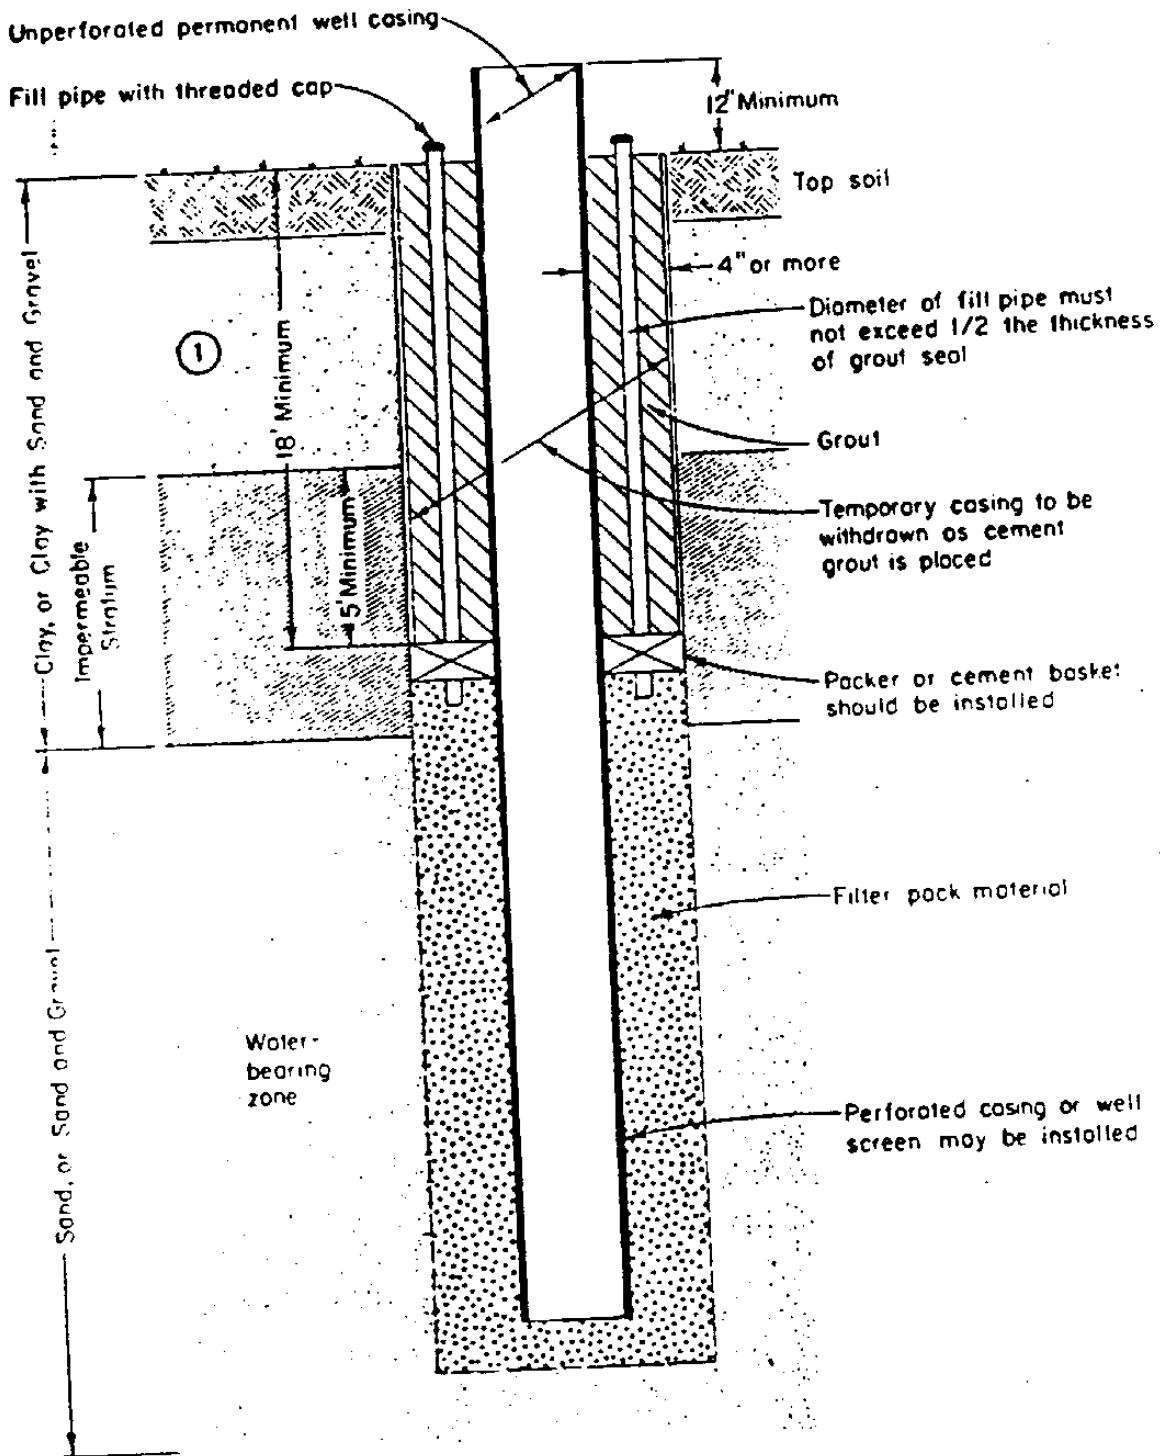 Unperforated permanent well casing
Fill pipe with threaded cap
12" Minimum
Top soil
4" or more
Diameter of fill pipe must
not exceed 1/2 the thickness
of grout seal
Clay, or Clay with Sand and Gravel
1
18' Minimum
Grout
Impermeable
Stratum
5' Minimum
Temporary casing to be
withdrawn as cement
grout is placed
Packer or cement basket
should be installed
Filter pack material
Sand, or Sand and Gravel
Water-
bearing
zone
Perforated casing or well
screen may be installed